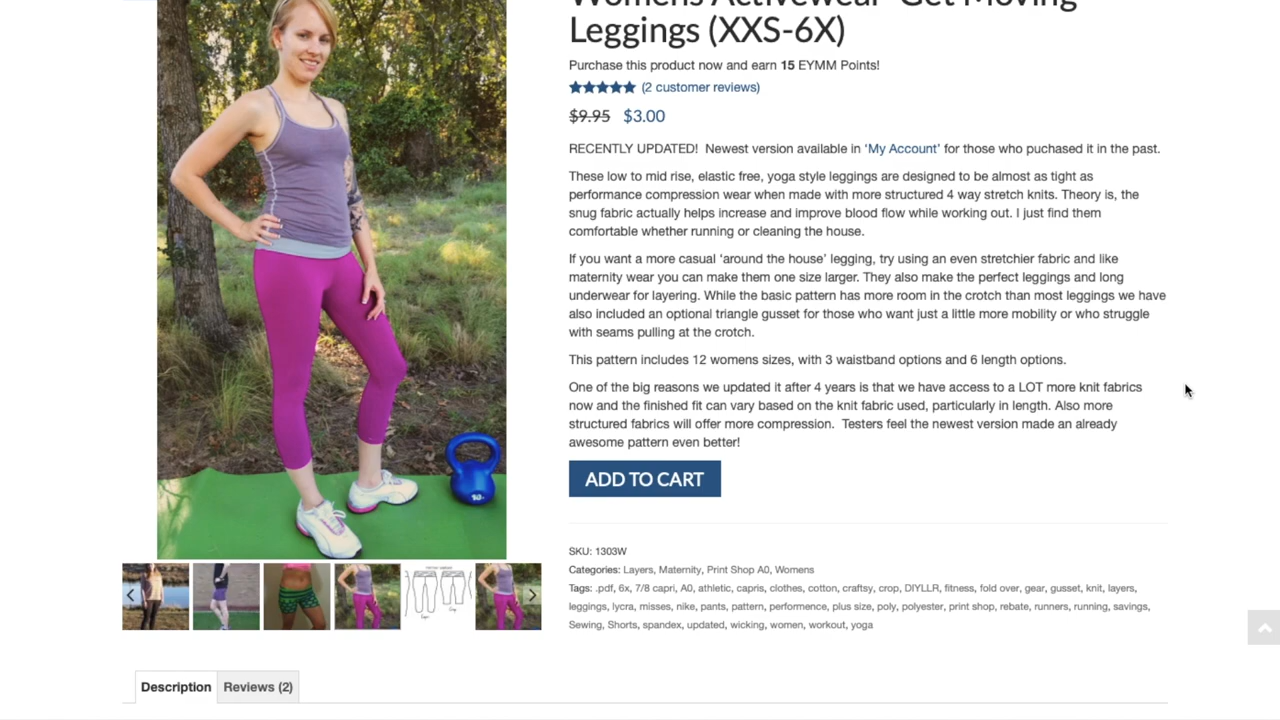 Womens Activewear- Get Moving
Leggings (XXS-6X)
Purchase this product now and earn 15 EYMM Points!
(2 customer reviews)
$9.95 $3.00
RECENTLY UPDATED! Newest version available in ‘My Account’ for those who puchased it in the past.
These low to mid rise, elastic free, yoga style leggings are designed to be almost as tight as
performance compression wear when made with more structured 4 way stretch knits. Theory is, the
snug fabric actually helps increase and improve blood flow while working out. I just find them
comfortable whether running or cleaning the house.
If you want a more casual ‘around the house’ legging, try using an even stretchier fabric and like
maternity wear you can make them one size larger. They also make the perfect leggings and long
underwear for layering. While the basic pattern has more room in the crotch than most leggings we have
also included an optional triangle gusset for those who want just a little more mobility or who struggle
with seams pulling at the crotch.
This pattern includes 12 womens sizes, with 3 waistband options and 6 length options.
One of the big reasons we updated it after 4 years is that we have access to a LOT more knit fabrics
now and the finished fit can vary based on the knit fabric used, particularly in length. Also more
structured fabrics will offer more compression. Testers feel the newest version made an already
awesome pattern even better!
ADD TO CART
SKU: 1303W
Categories: Layers, Maternity, Print Shop A0, Womens
Tags: .pdf, 6x, 7/8 capri, A0, athletic, capris, clothes, cotton, craftsy, crop, DIYLLR, fitness, fold over, gear, gusset, knit, layers,
leggings, lycra, misses, nike, pants, pattern, performance, plus size, poly, polyester, print shop, rebate, runners, running, savings,
Sewing, Shorts, spandex, updated, wicking, women, workout, yoga
Description Reviews (2)